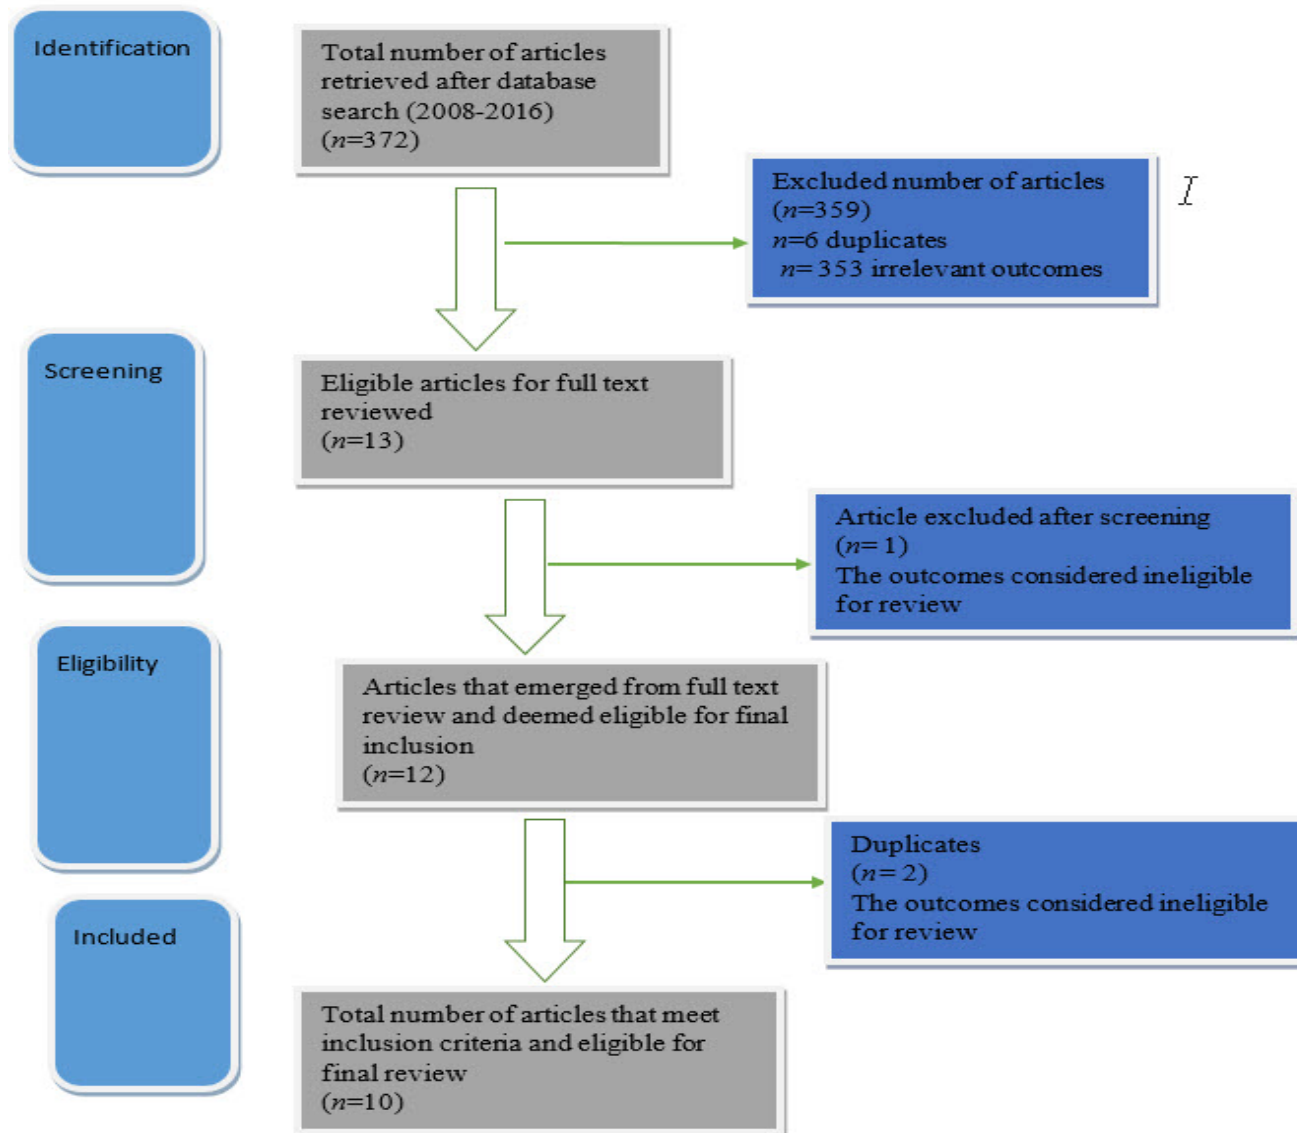 Identification
Total number of articles
retrieved after database
search (2008-2016)
(n=372)
Excluded number of articles
(n=359)
n=6 duplicates
n= 353 irrelevant outcomes
Screening
Eligible articles for full text
reviewed
(n=13)
Article excluded after screening
(n= 1)
The outcomes considered ineligible
for review
Eligibility
Articles that emerged from full text
review and deemed eligible for final
inclusion
(n=12)
Duplicates
(n= 2)
The outcomes considered ineligible
for review
Included
Total number of articles that meet
inclusion criteria and eligible for
final review
(n=10)